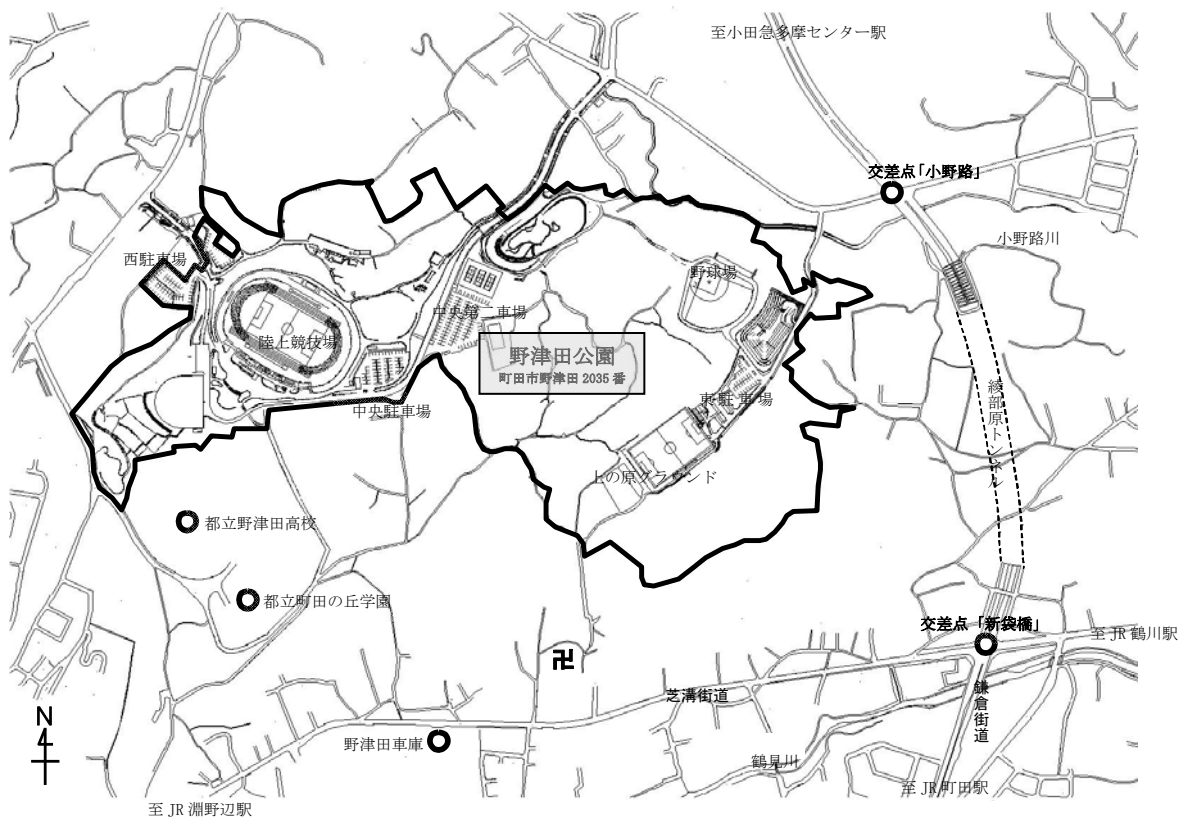 至小田急多摩センター駅
交差点「小野路」
小野路川
西駐車場
野球場
中央第二車場
陸上競技場
野津田公園
町田市野津田 2035 番
綾部原トンネル
東駐車場
中央駐車場
上の原グラウンド
都立野津田高校
都立町田の丘学園
交差点「新袋橋」
至 JR 鶴川駅
卍
芝溝街道
鎌倉街道
N
野津田車庫
鶴見川
至 JR 町田駅
至 JR 淵野辺駅